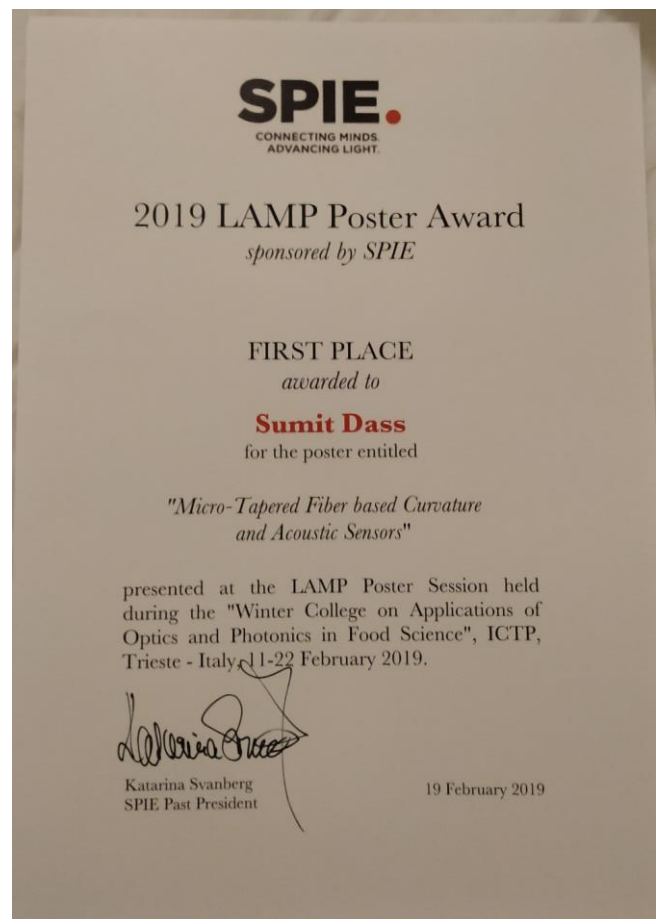 SPIE.
CONNECTING MINDS.
ADVANCING LIGHT.
2019 LAMP Poster Award
sponsored by SPIE
FIRST PLACE
awarded to
Sumit Dass
for the poster entitled
"Micro-Tapered Fiber based Curvature
and Acoustic Sensors"
presented at the LAMP Poster Session held
during the "Winter College on Applications of
Optics and Photonics in Food Science", ICTP,
Trieste - Italy, 11-22 February 2019.
Katarina Svanberg
SPIE Past President
19 February 2019